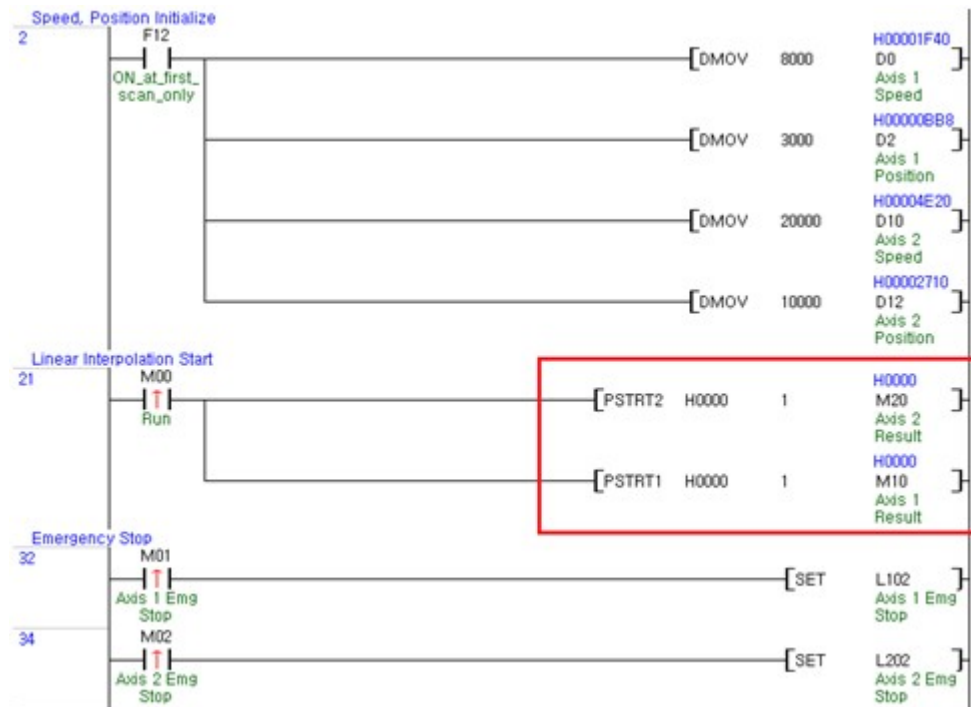 Speed, Position Initialize
2
F12
ON_at_first_
scan_only
DMOV 8000 D0
H00001F40
Axis 1
Speed
DMOV 3000 D2
H00000BB8
Axis 1
Position
DMOV 20000 D10
H00004E20
Axis 2
Speed
DMOV 10000 D12
H00002710
Axis 2
Position
Linear Interpolation Start
21
M00
Run
PSTRT2 H0000 1 M20
H0000
Axis 2
Result
PSTRT1 H0000 1 M10
H0000
Axis 1
Result
Emergency Stop
32
M01
Axis 1 Emg
Stop
SET L102
Axis 1 Emg
Stop
34
M02
Axis 2 Emg
Stop
SET L202
Axis 2 Emg
Stop